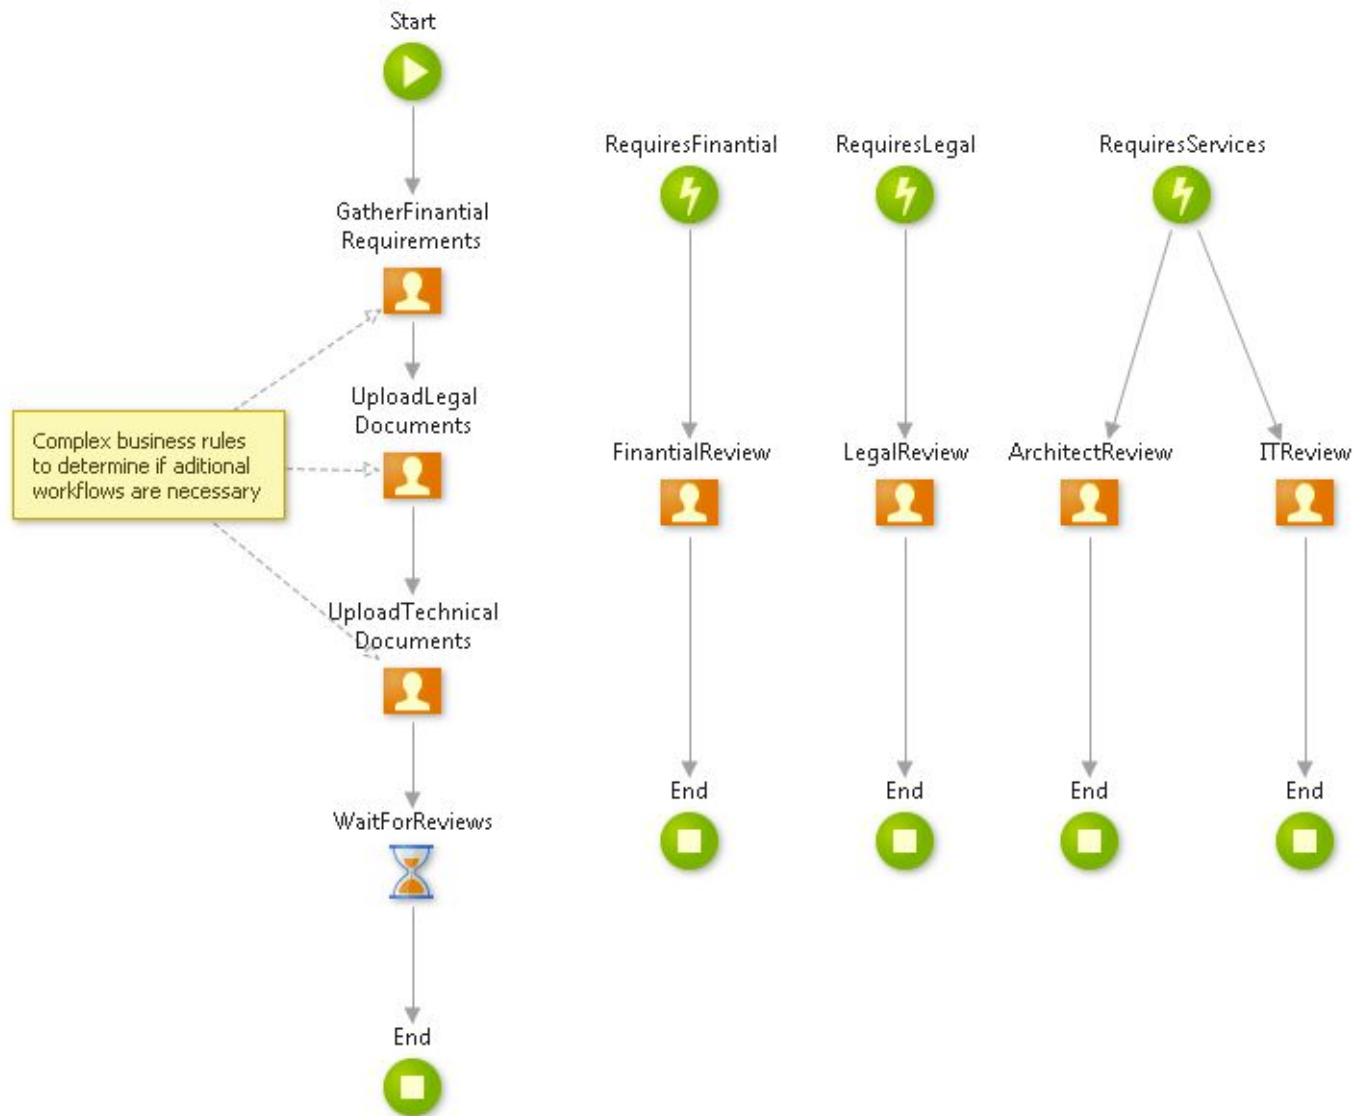 Start
GatherFinantial
Requirements
UploadLegal
Documents
Complex business rules
to determine if aditional
workflows are necessary
UploadTechnical
Documents
WaitForReviews
End
RequiresFinantial
FinantialReview
End
RequiresLegal
LegalReview
End
RequiresServices
ArchitectReview
ITReview
End
End